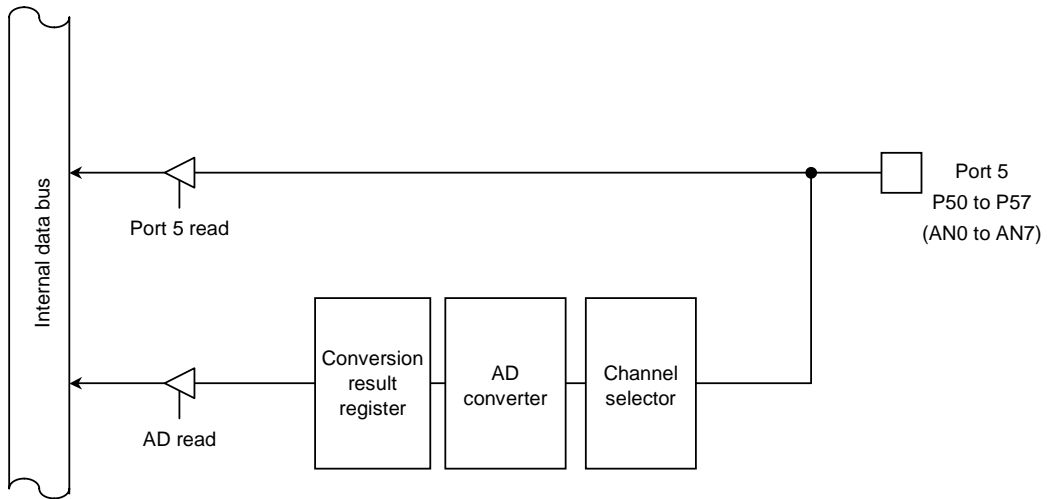 Internal data bus
Port 5 read
Port 5
P50 to P57
(AN0 to AN7)
Conversion
result
register
AD
converter
Channel
selector
AD read